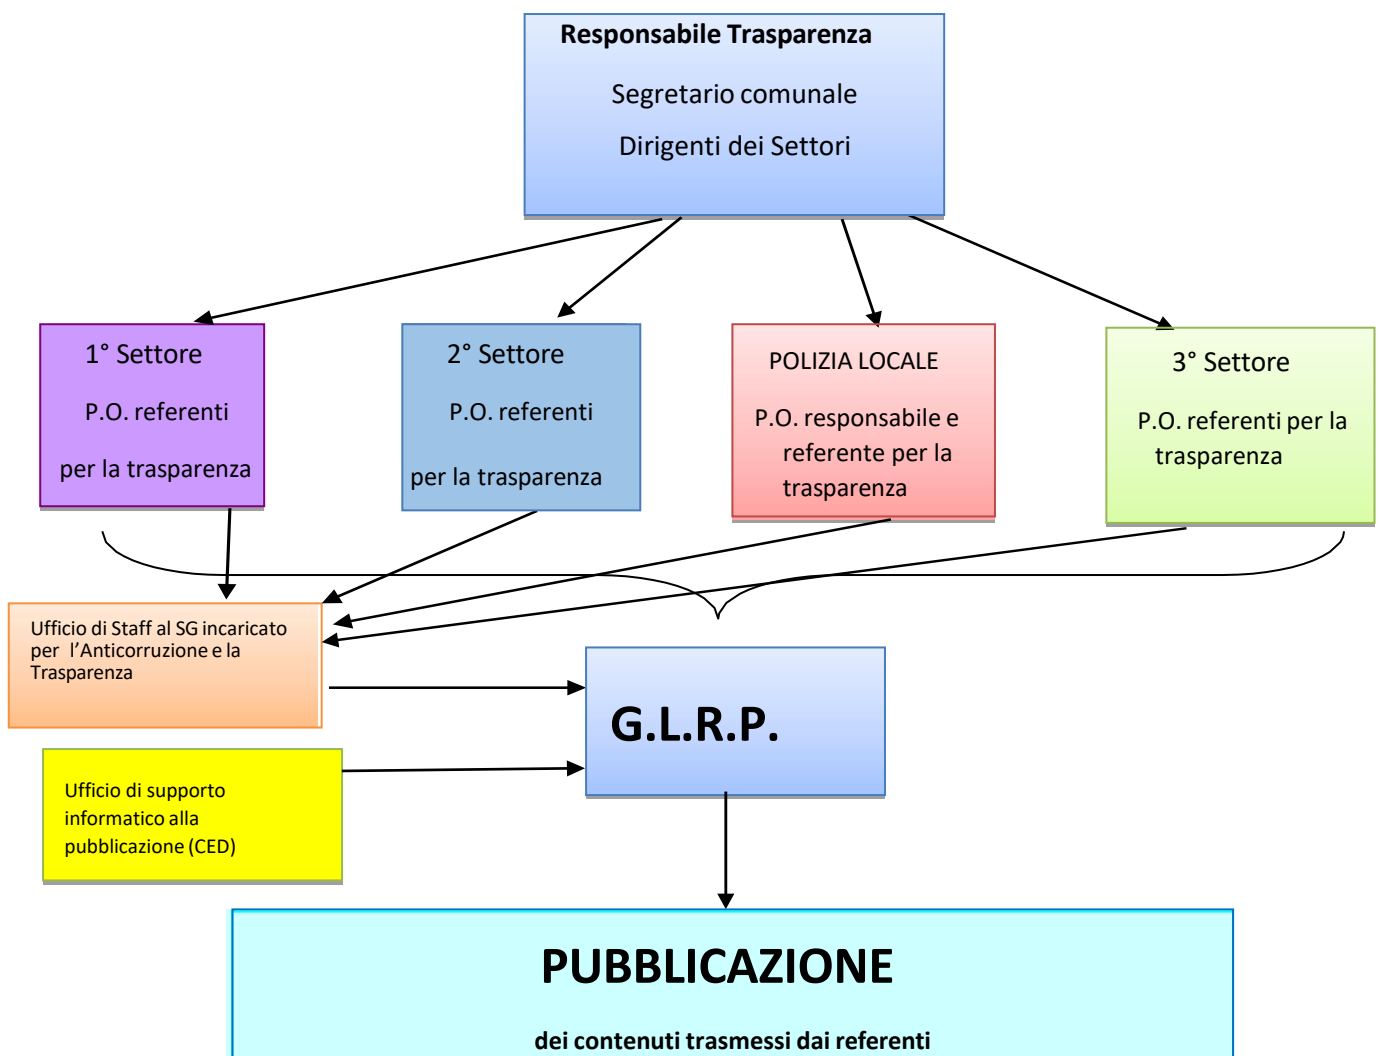 Responsabile Trasparenza
Segretario comunale
Dirigenti dei Settori
1° Settore
P.O. referenti
per la trasparenza
2° Settore
P.O. referenti
per la trasparenza
POLIZIA LOCALE
P.O. responsabile e
referente per la
trasparenza
3° Settore
P.O. referenti per la
trasparenza
Ufficio di Staff al SG incaricato
per l'Anticorruzione e la
Trasparenza
G.L.R.P.
Ufficio di supporto
informatico alla
pubblicazione (CED)
PUBBLICAZIONE
dei contenuti trasmessi dai referenti